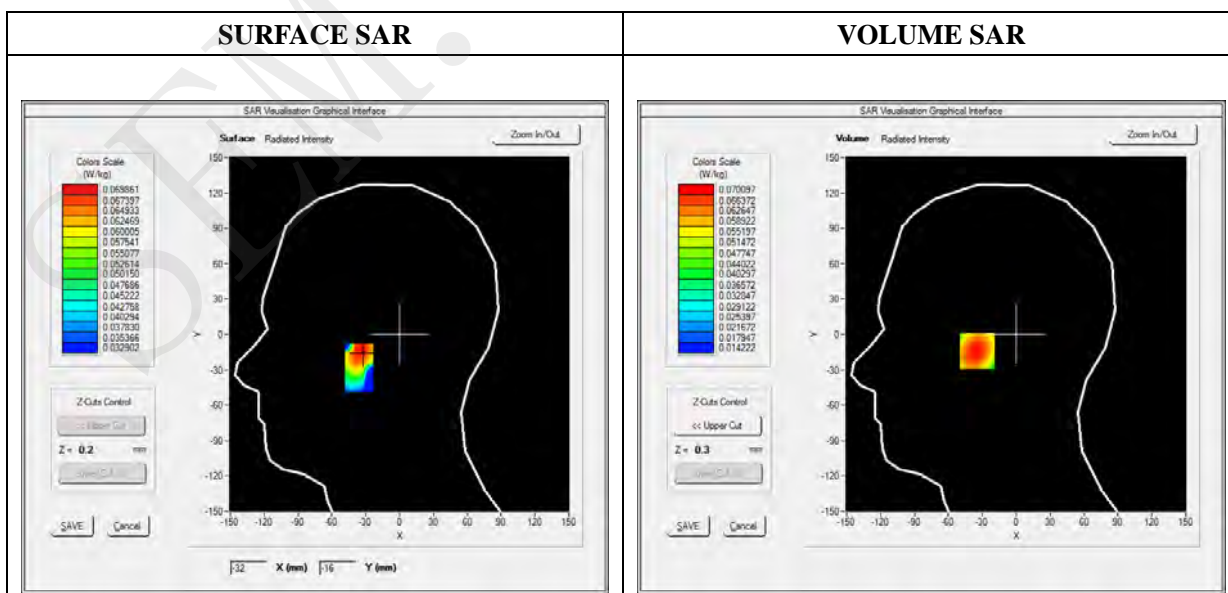 SURFACE SAR
VOLUME SAR
SAR Visualisation Graphical Interface
Surface Radiated Intensity
Zoom In/Out
Colors Scale
(W/kg)
0.069861
0.067397
0.064933
0.062469
0.060005
0.057541
0.055077
0.052614
0.050150
0.047686
0.045222
0.042758
0.040294
0.037830
0.035366
0.032902
Z-Cuts Control
<< Upper Cut
Z = 0.2 mm
SAVE
Cancel
150
120
90
60
30
0
-30
-60
-90
-120
-150
Y
-150 -120 -90 -60 -30 0 30 60 90 120 150
X
-32 X (mm) -16 Y (mm)
SAR Visualisation Graphical Interface
Volume Radiated Intensity
Zoom In/Out
Colors Scale
(W/kg)
0.070097
0.066372
0.062647
0.058922
0.055197
0.051472
0.047747
0.044022
0.040297
0.036572
0.032847
0.029122
0.025397
0.021672
0.017947
0.014222
Z-Cuts Control
<< Upper Cut
Z = 0.3 mm
SAVE
Cancel
150
120
90
60
30
0
-30
-60
-90
-120
-150
Y
-150 -120 -90 -60 -30 0 30 60 90 120 150
X
SEM.